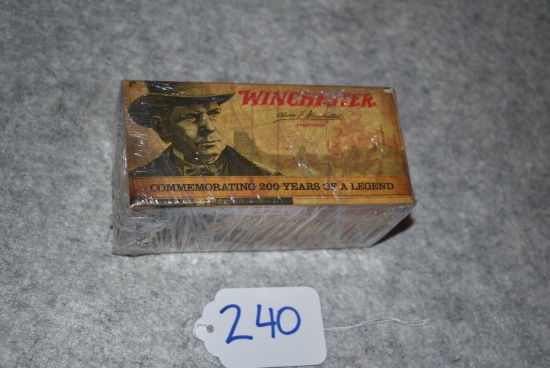 WINCHESTER
COMMEMORATING 200 YEARS OF A LEGEND
240